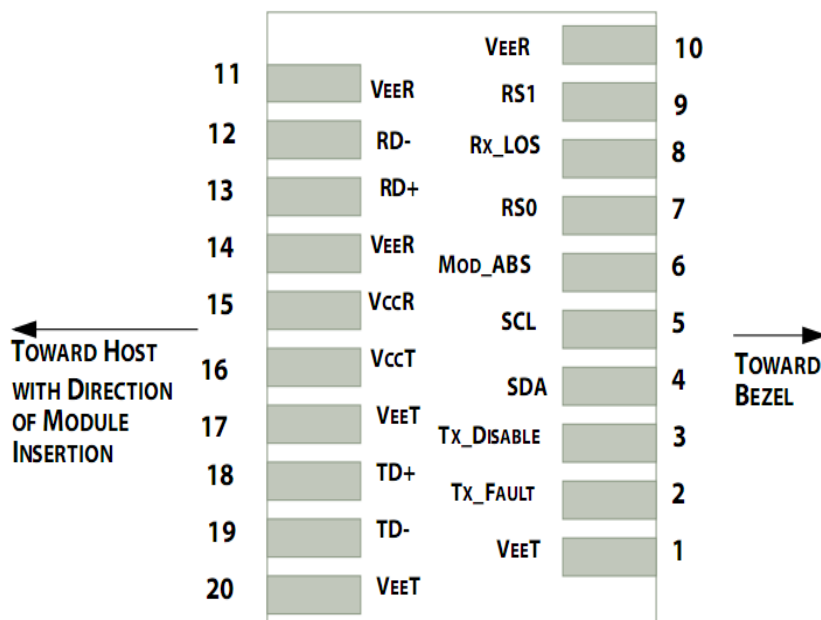 11 VEER
12 RD-
13 RD+
14 VEER
15 VCCR
16 VCCT
17 VEET
18 TD+
19 TD-
20 VEET
VEER 10
RS1 9
RX_LOS 8
RS0 7
MOD_ABS 6
SCL 5
SDA 4
TX_DISABLE 3
TX_FAULT 2
VEET 1
TOWARD HOST
WITH DIRECTION
OF MODULE
INSERTION
TOWARD
BEZEL